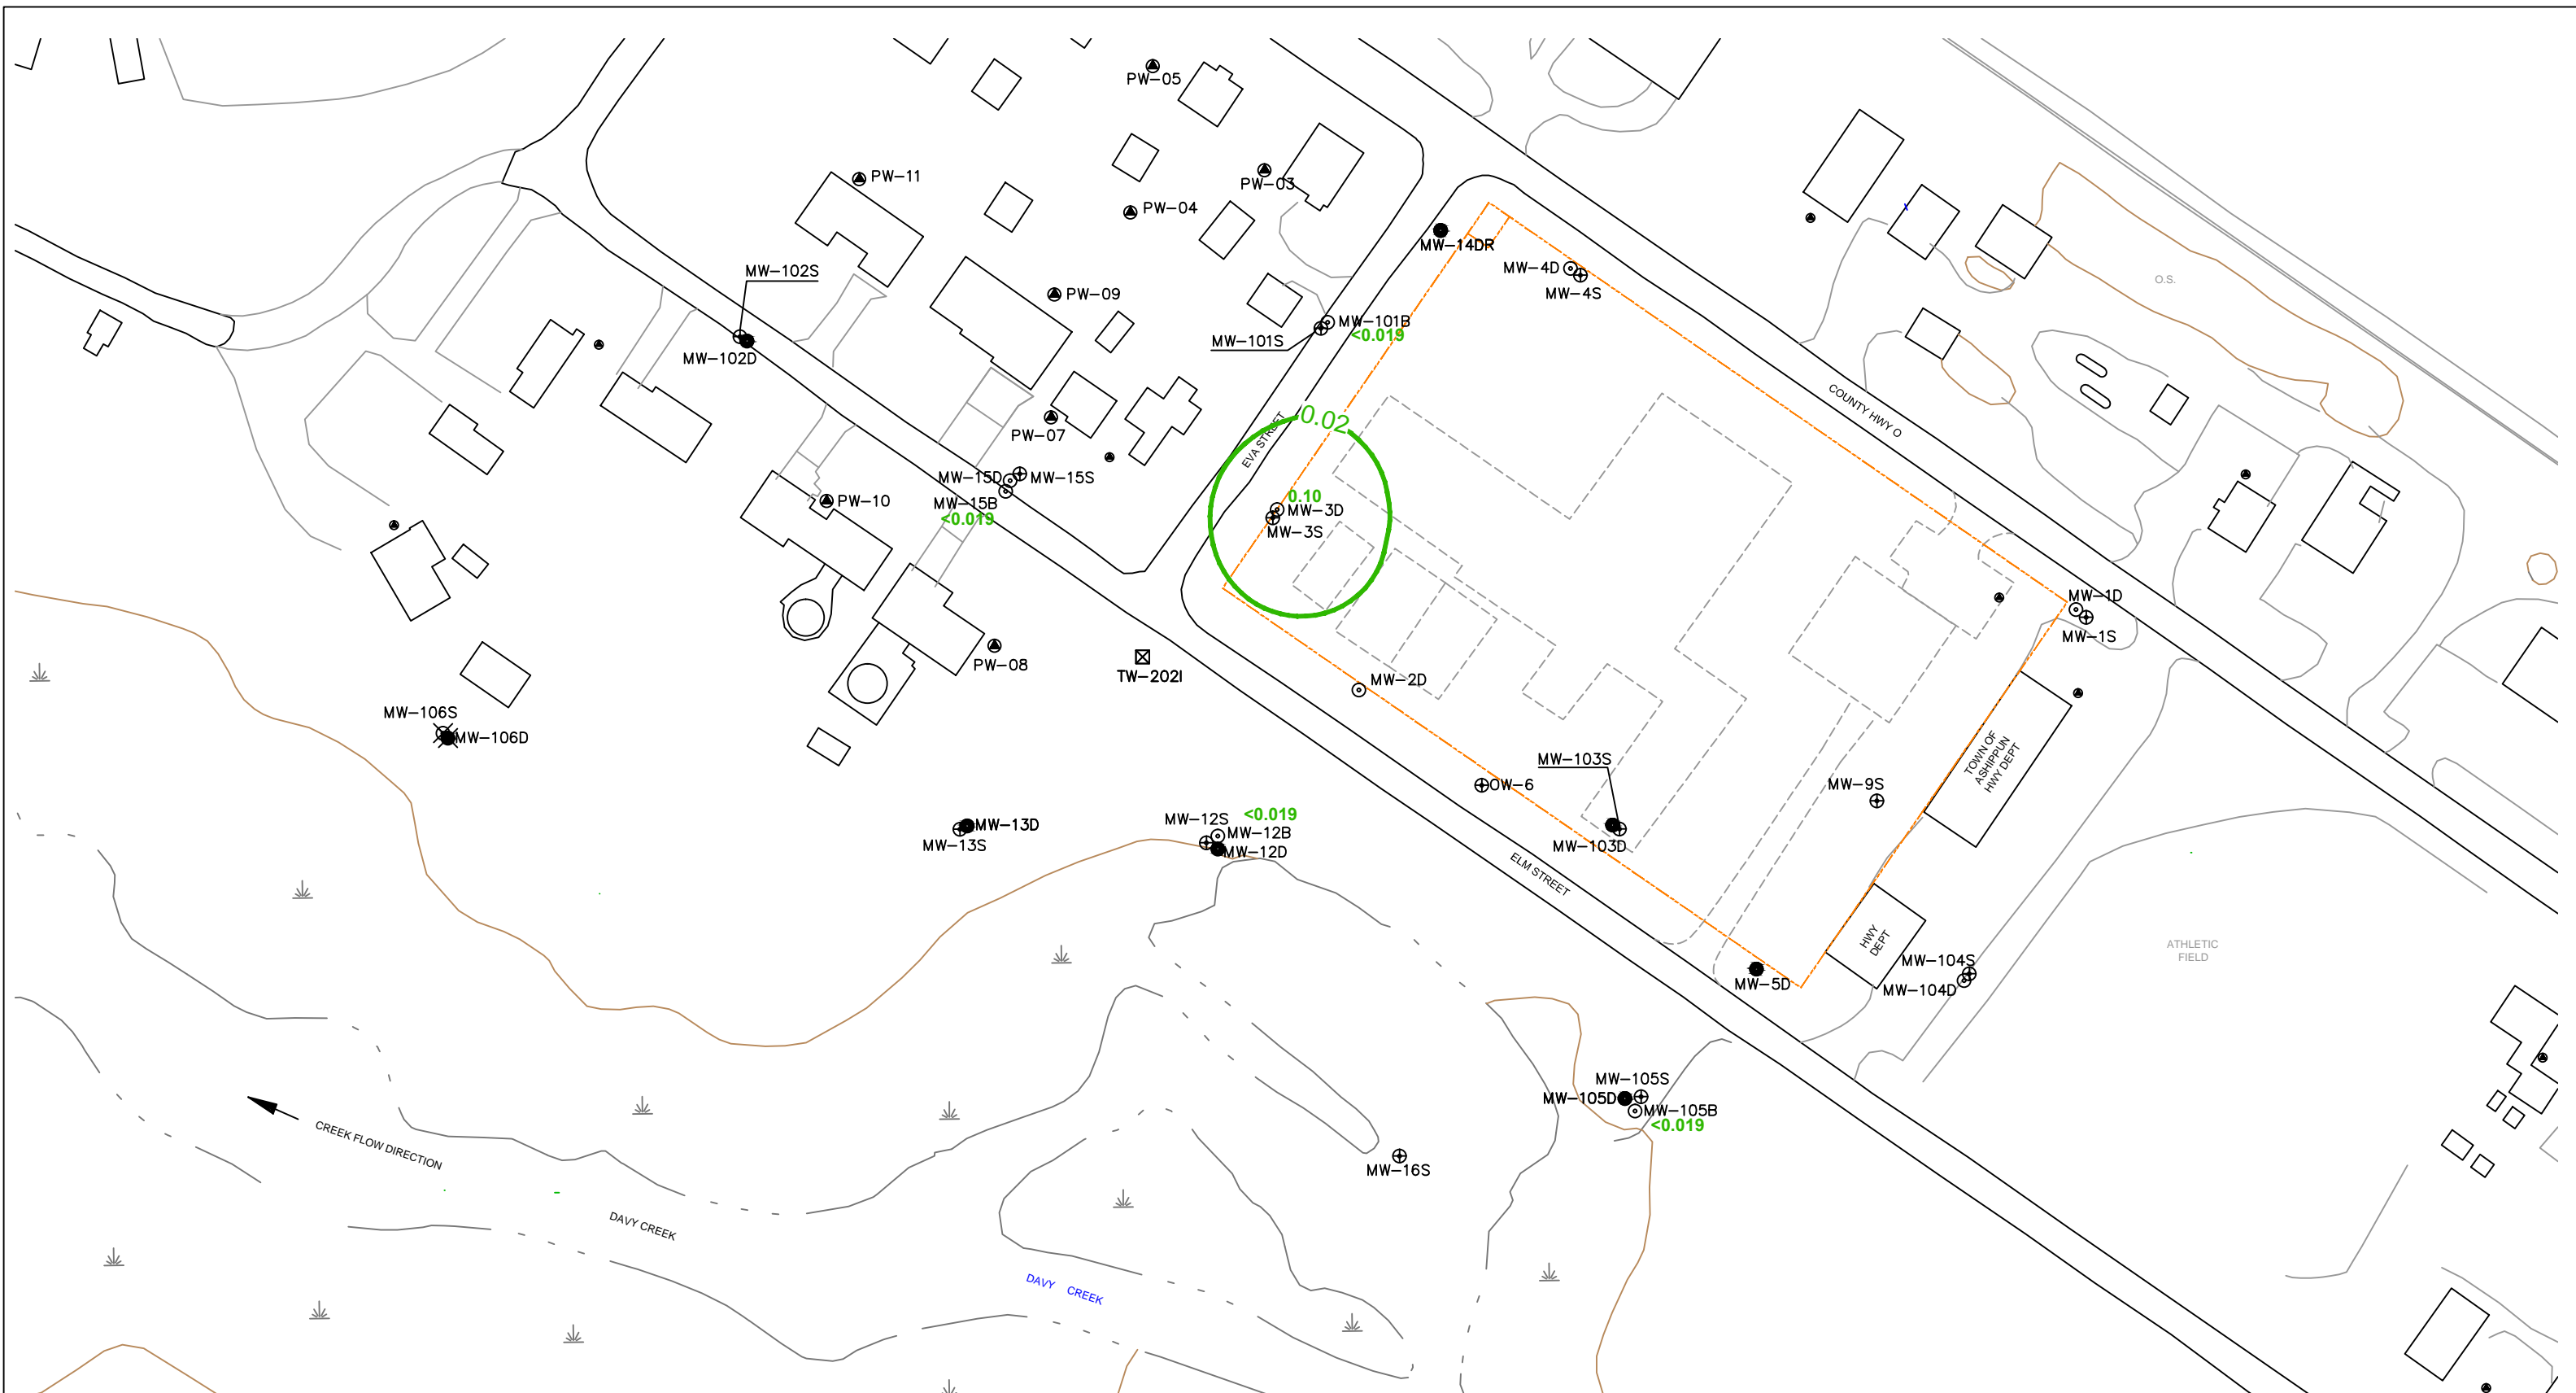 PW-05
PW-11
PW-03
PW-04
MW-14DR
MW-4D
MW-4S
MW-102S
PW-09
O.S.
MW-101B
<0.019
MW-101S
MW-102D
COUNTY HWY O
0.02
EVA STREET
PW-07
MW-15D
MW-15S
MW-15B
<0.019
PW-10
0.10
MW-3D
MW-3S
MW-1D
MW-1S
PW-08
TW-202I
MW-2D
MW-106S
MW-106D
TOWN OF
ASHIPPUN
HWY DEPT
MW-103S
OW-6
MW-9S
<0.019
MW-12S
MW-12B
MW-12D
MW-13D
MW-13S
MW-103D
ELM STREET
HWY
DEPT
ATHLETIC
FIELD
MW-104S
MW-104D
MW-5D
MW-105S
MW-105D
MW-105B
<0.019
CREEK FLOW DIRECTION
MW-16S
DAVY CREEK
DAVY CREEK